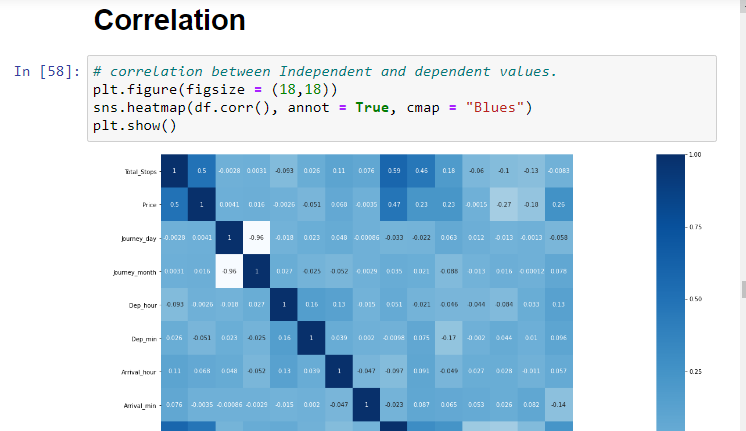 Correlation
In [58]: # correlation between Independent and dependent values.
plt.figure(figsize = (18,18))
sns.heatmap(df.corr(), annot = True, cmap = "Blues")
plt.show()
Total_Stops 1 0.5 -0.0028 0.0031 -0.093 0.026 0.11 0.076 0.59 0.46 0.18 -0.06 -0.1 -0.13 -0.0083
Price 0.5 1 0.0041 0.016 -0.0026 -0.051 0.068 -0.0035 0.47 0.23 0.23 -0.0015 -0.27 -0.18 0.26
Journey_day -0.0028 0.0041 1 -0.96 -0.018 0.023 0.048 -0.00086 -0.033 -0.022 0.063 0.012 -0.013 -0.0013 -0.058
Journey_month 0.0031 0.016 -0.96 1 0.027 -0.025 -0.052 -0.0029 0.035 0.021 -0.088 -0.013 0.016 0.00012 0.078
Dep_hour -0.093 -0.0026 -0.018 0.027 1 0.16 0.13 -0.015 0.051 -0.021 -0.046 -0.044 -0.084 0.033 0.13
Dep_min 0.026 -0.051 0.023 -0.025 0.16 1 0.039 0.002 -0.0098 0.075 -0.17 -0.002 0.044 0.01 0.096
Arrival_hour 0.11 0.068 0.048 -0.052 0.13 0.039 1 -0.047 -0.097 0.091 -0.049 0.027 0.028 -0.011 0.057
Arrival_min 0.076 -0.0035 -0.00086 -0.0029 -0.015 0.002 -0.047 1 -0.023 0.087 0.065 0.053 0.026 0.082 -0.14
1.00
0.75
0.50
0.25